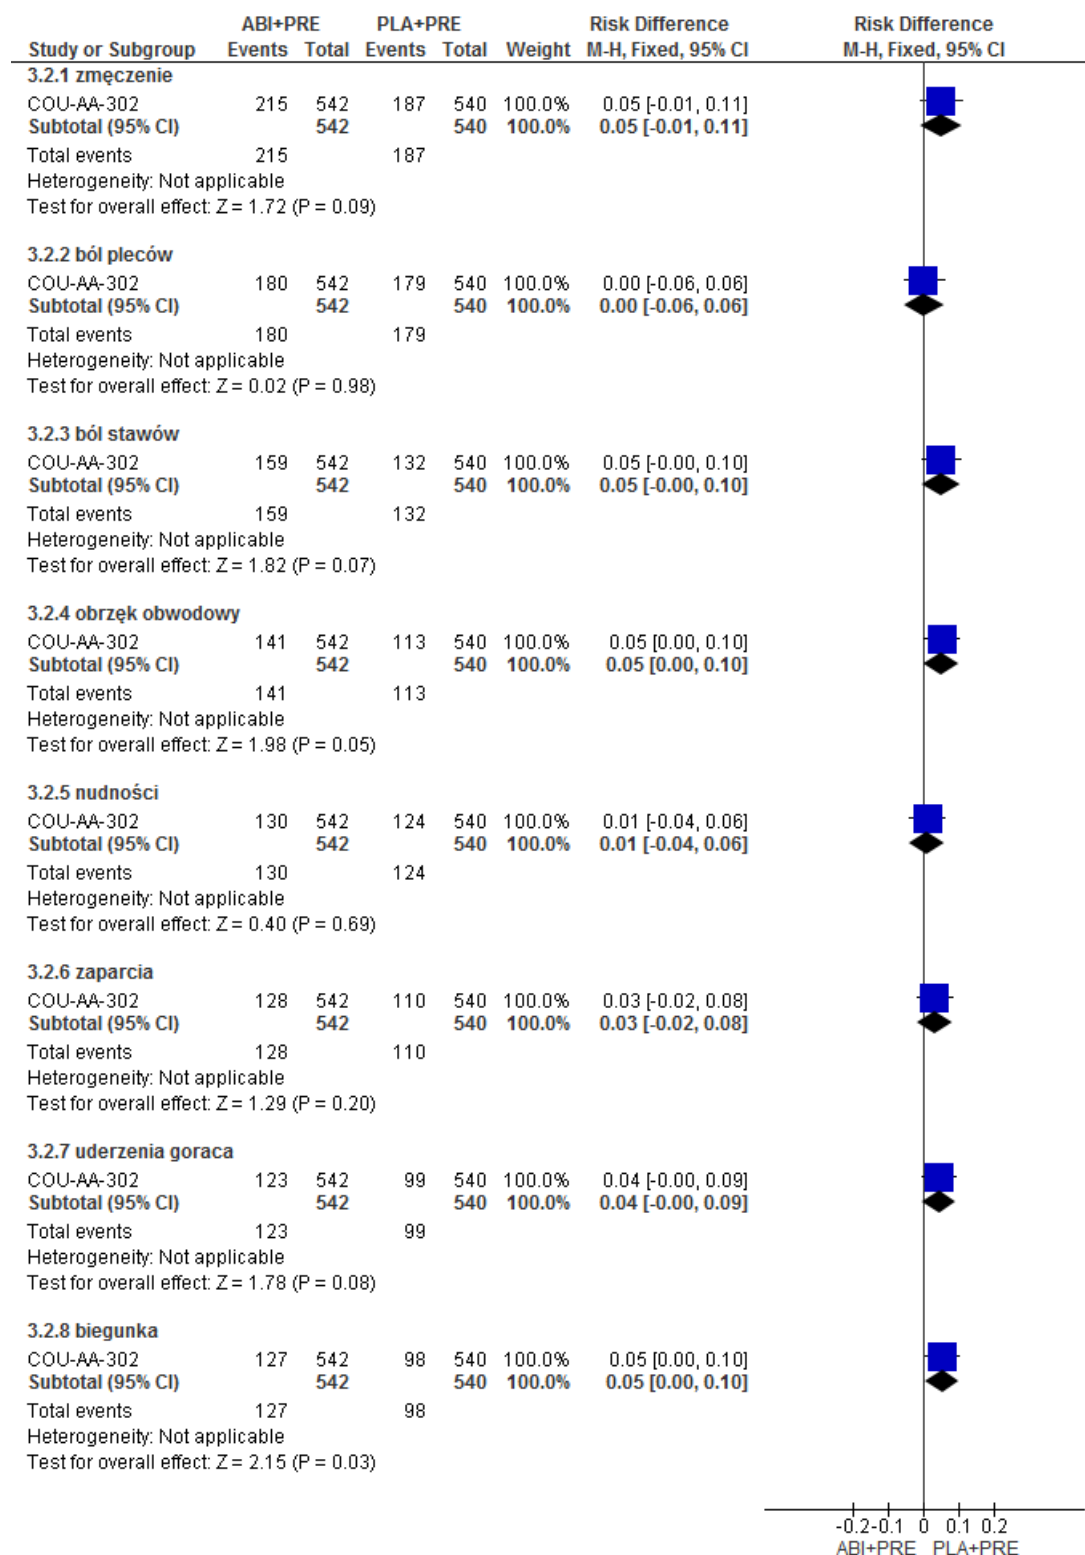 ABI+PRE PLA+PRE Risk Difference Risk Difference
Study or Subgroup Events Total Events Total Weight M-H, Fixed, 95% CI M-H, Fixed, 95% CI
3.2.1 zmęczenie
COU-AA-302 215 542 187 540 100.0% 0.05 [-0.01, 0.11]
Subtotal (95% CI) 542 540 100.0% 0.05 [-0.01, 0.11]
Total events 215 187
Heterogeneity: Not applicable
Test for overall effect: Z = 1.72 (P = 0.09)
3.2.2 ból pleców
COU-AA-302 180 542 179 540 100.0% 0.00 [-0.06, 0.06]
Subtotal (95% CI) 542 540 100.0% 0.00 [-0.06, 0.06]
Total events 180 179
Heterogeneity: Not applicable
Test for overall effect: Z = 0.02 (P = 0.98)
3.2.3 ból stawów
COU-AA-302 159 542 132 540 100.0% 0.05 [-0.00, 0.10]
Subtotal (95% CI) 542 540 100.0% 0.05 [-0.00, 0.10]
Total events 159 132
Heterogeneity: Not applicable
Test for overall effect: Z = 1.82 (P = 0.07)
3.2.4 obrzęk obwodowy
COU-AA-302 141 542 113 540 100.0% 0.05 [0.00, 0.10]
Subtotal (95% CI) 542 540 100.0% 0.05 [0.00, 0.10]
Total events 141 113
Heterogeneity: Not applicable
Test for overall effect: Z = 1.98 (P = 0.05)
3.2.5 nudności
COU-AA-302 130 542 124 540 100.0% 0.01 [-0.04, 0.06]
Subtotal (95% CI) 542 540 100.0% 0.01 [-0.04, 0.06]
Total events 130 124
Heterogeneity: Not applicable
Test for overall effect: Z = 0.40 (P = 0.69)
3.2.6 zaparcia
COU-AA-302 128 542 110 540 100.0% 0.03 [-0.02, 0.08]
Subtotal (95% CI) 542 540 100.0% 0.03 [-0.02, 0.08]
Total events 128 110
Heterogeneity: Not applicable
Test for overall effect: Z = 1.29 (P = 0.20)
3.2.7 uderzenia goraca
COU-AA-302 123 542 99 540 100.0% 0.04 [-0.00, 0.09]
Subtotal (95% CI) 542 540 100.0% 0.04 [-0.00, 0.09]
Total events 123 99
Heterogeneity: Not applicable
Test for overall effect: Z = 1.78 (P = 0.08)
3.2.8 biegunka
COU-AA-302 127 542 98 540 100.0% 0.05 [0.00, 0.10]
Subtotal (95% CI) 542 540 100.0% 0.05 [0.00, 0.10]
Total events 127 98
Heterogeneity: Not applicable
Test for overall effect: Z = 2.15 (P = 0.03)
-0.2 -0.1 0 0.1 0.2
ABI+PRE PLA+PRE